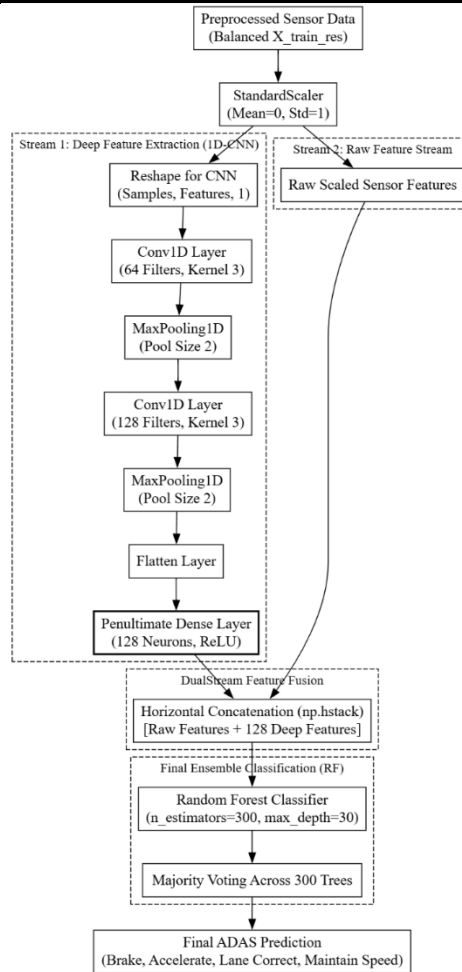 Preprocessed Sensor Data
(Balanced X_train_res)
StandardScaler
(Mean=0, Std=1)
Stream 1: Deep Feature Extraction (1D-CNN)
Reshape for CNN
(Samples, Features, 1)
Conv1D Layer
(64 Filters, Kernel 3)
MaxPooling1D
(Pool Size 2)
Conv1D Layer
(128 Filters, Kernel 3)
MaxPooling1D
(Pool Size 2)
Flatten Layer
Penultimate Dense Layer
(128 Neurons, ReLU)
Stream 2: Raw Feature Stream
Raw Scaled Sensor Features
DualStream Feature Fusion
Horizontal Concatenation (np.hstack)
[Raw Features + 128 Deep Features]
Final Ensemble Classification (RF)
Random Forest Classifier
(n_estimators=300, max_depth=30)
Majority Voting Across 300 Trees
Final ADAS Prediction
(Brake, Accelerate, Lane Correct, Maintain Speed)